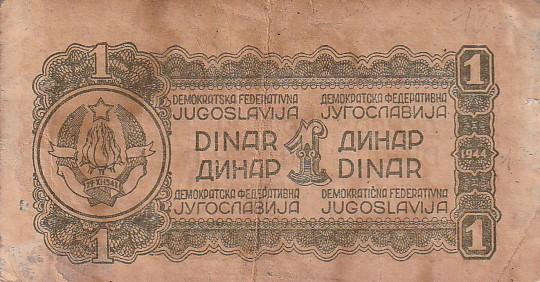 1
1
DEMOKRATSKA FEDERATIVNA
JUGOSLAVIJA
ДЕМОКРАТСКА ФЕДЕРАТИВНА
ЈУГОСЛАВИЈА
DINAR
1
ДИНАР
ДИНАР
DINAR
1944
ДЕМОКРАТСКА ФЕДЕРАТИВНА
ЈУГОСЛАВИЈА
DEMOKRATIČNA FEDERATIVNA
JUGOSLAVIJA
1
1